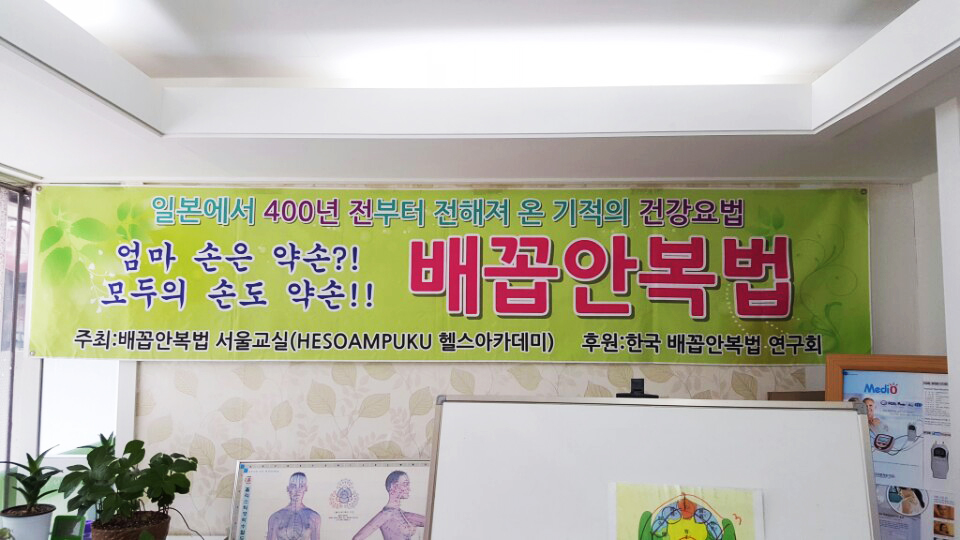 일본에서 400년 전부터 전해져 온 기적의 건강요법
엄마 손은 약손?!
모두의 손도 약손!!
배꼽안복법
주최:배꼽안복법 서울교실(HESOAMPUKU 헬스아카데미)
후원:한국 배꼽안복법 연구회
Medi